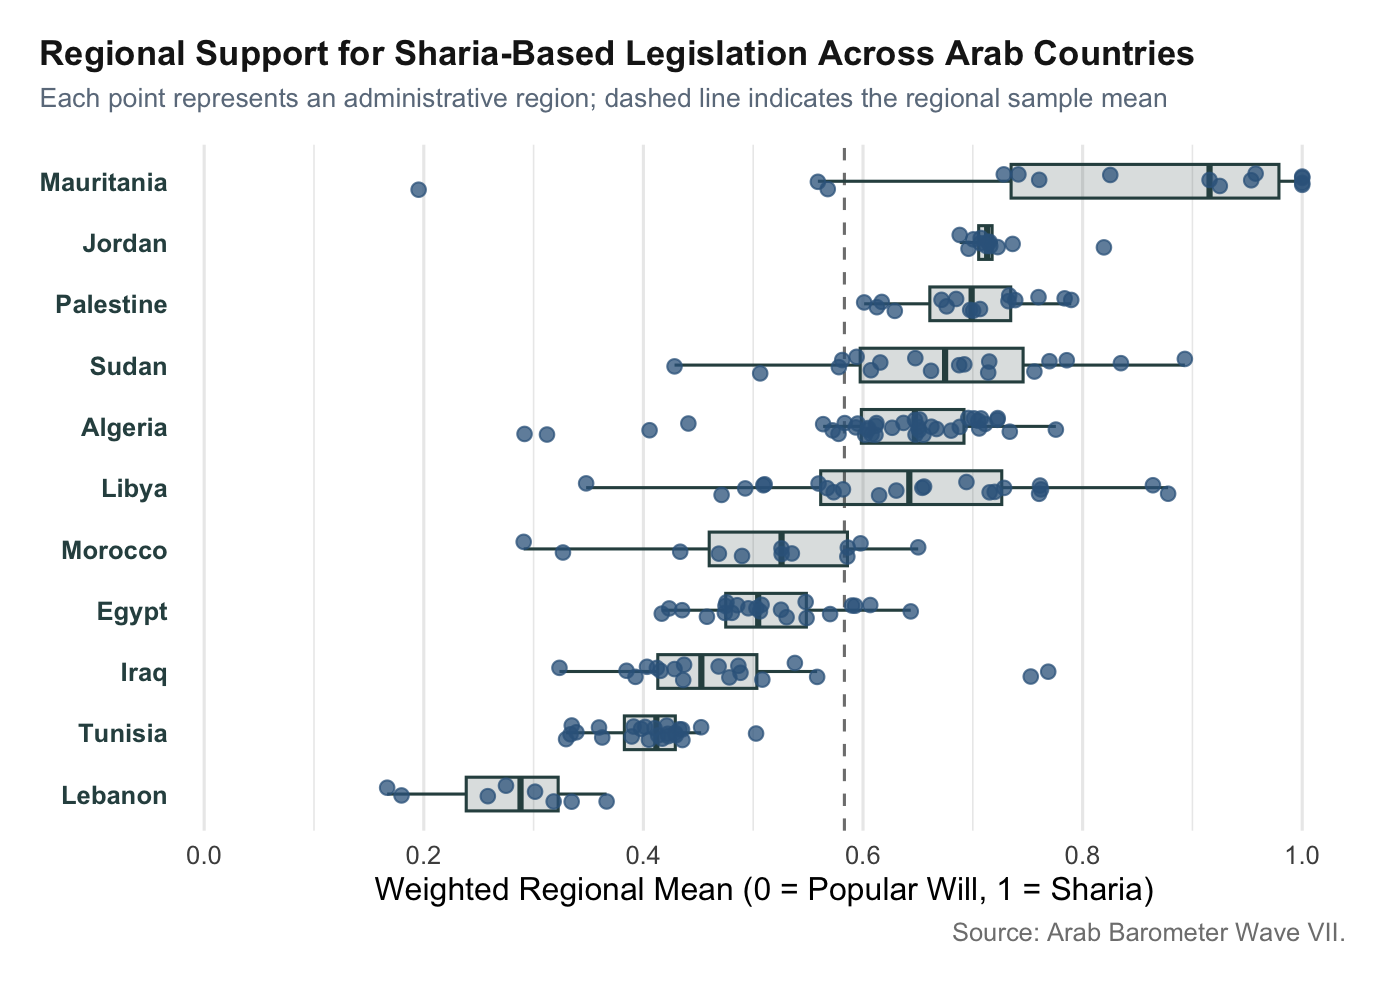 Regional Support for Sharia-Based Legislation Across Arab Countries
Each point represents an administrative region; dashed line indicates the regional sample mean
Mauritania
Jordan
Palestine
Sudan
Algeria
Libya
Morocco
Egypt
Iraq
Tunisia
Lebanon
0.0 0.2 0.4 0.6 0.8 1.0
Weighted Regional Mean (0 = Popular Will, 1 = Sharia)
Source: Arab Barometer Wave VII.